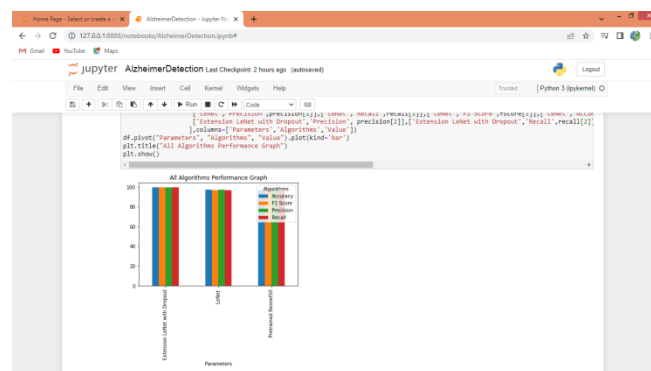 Home Page - Select or create a n
AlzheimerDetection - Jupyter No
127.0.0.1:8888/notebooks/AlzheimerDetection.ipynb#
Gmail YouTube Maps
jupyter AlzheimerDetection Last Checkpoint: 2 hours ago (autosaved)
Logout
File Edit View Insert Cell Kernel Widgets Help
Trusted
Python 3 (ipykernel)
Run
Code
['Extension LeNet with Dropout','Precision', precision[2]],['Extension LeNet with Dropout','Recall',recall[2]]
],columns=['Parameters','Algorithms','Value'])
df.pivot("Parameters", "Algorithms", "Value").plot(kind='bar')
plt.title("All Algorithms Performance Graph")
plt.show()
All Algorithms Performance Graph
Algorithms
Accuracy
F1 Score
Precision
Recall
100
80
60
40
20
0
Extension LeNet with Dropout
LeNet
Pretrained Resnet50
Parameters